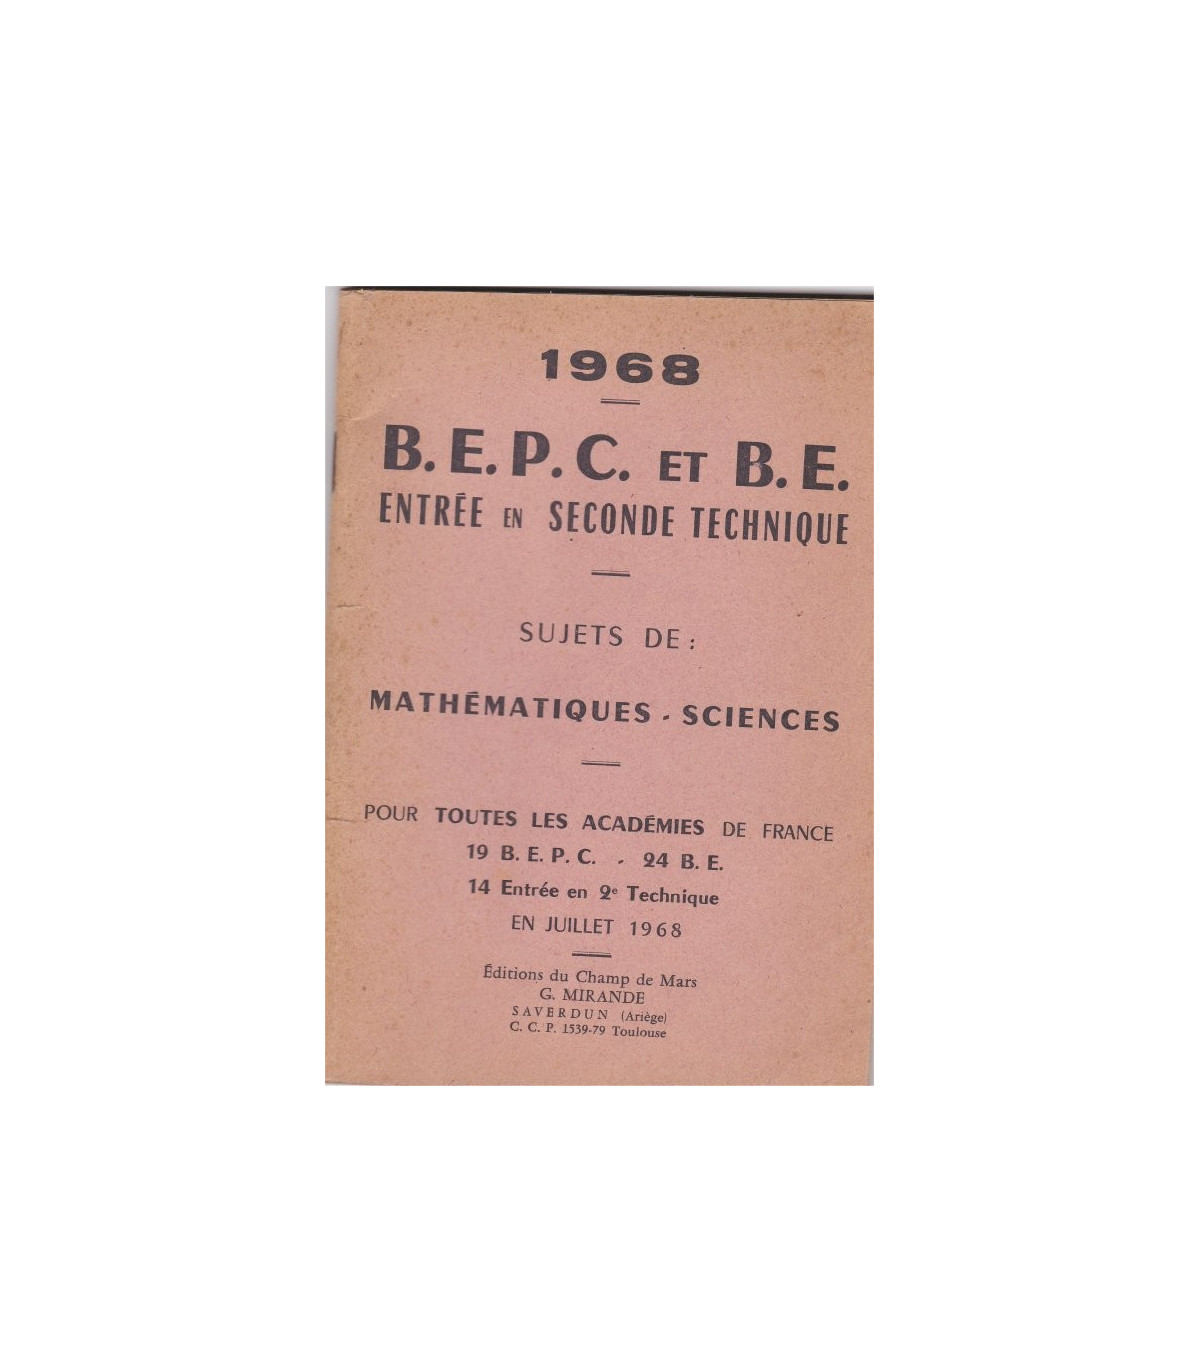 1968
B. E. P. C. ET B. E.
ENTRÉE EN SECONDE TECHNIQUE
SUJETS DE :
MATHÉMATIQUES - SCIENCES
POUR TOUTES LES ACADÉMIES DE FRANCE
19 B. E. P. C. - 24 B. E.
14 Entrée en 2e Technique
EN JUILLET 1968
Éditions du Champ de Mars
G. MIRANDE
SAVERDUN (Ariège)
C. C. P. 1539-79 Toulouse